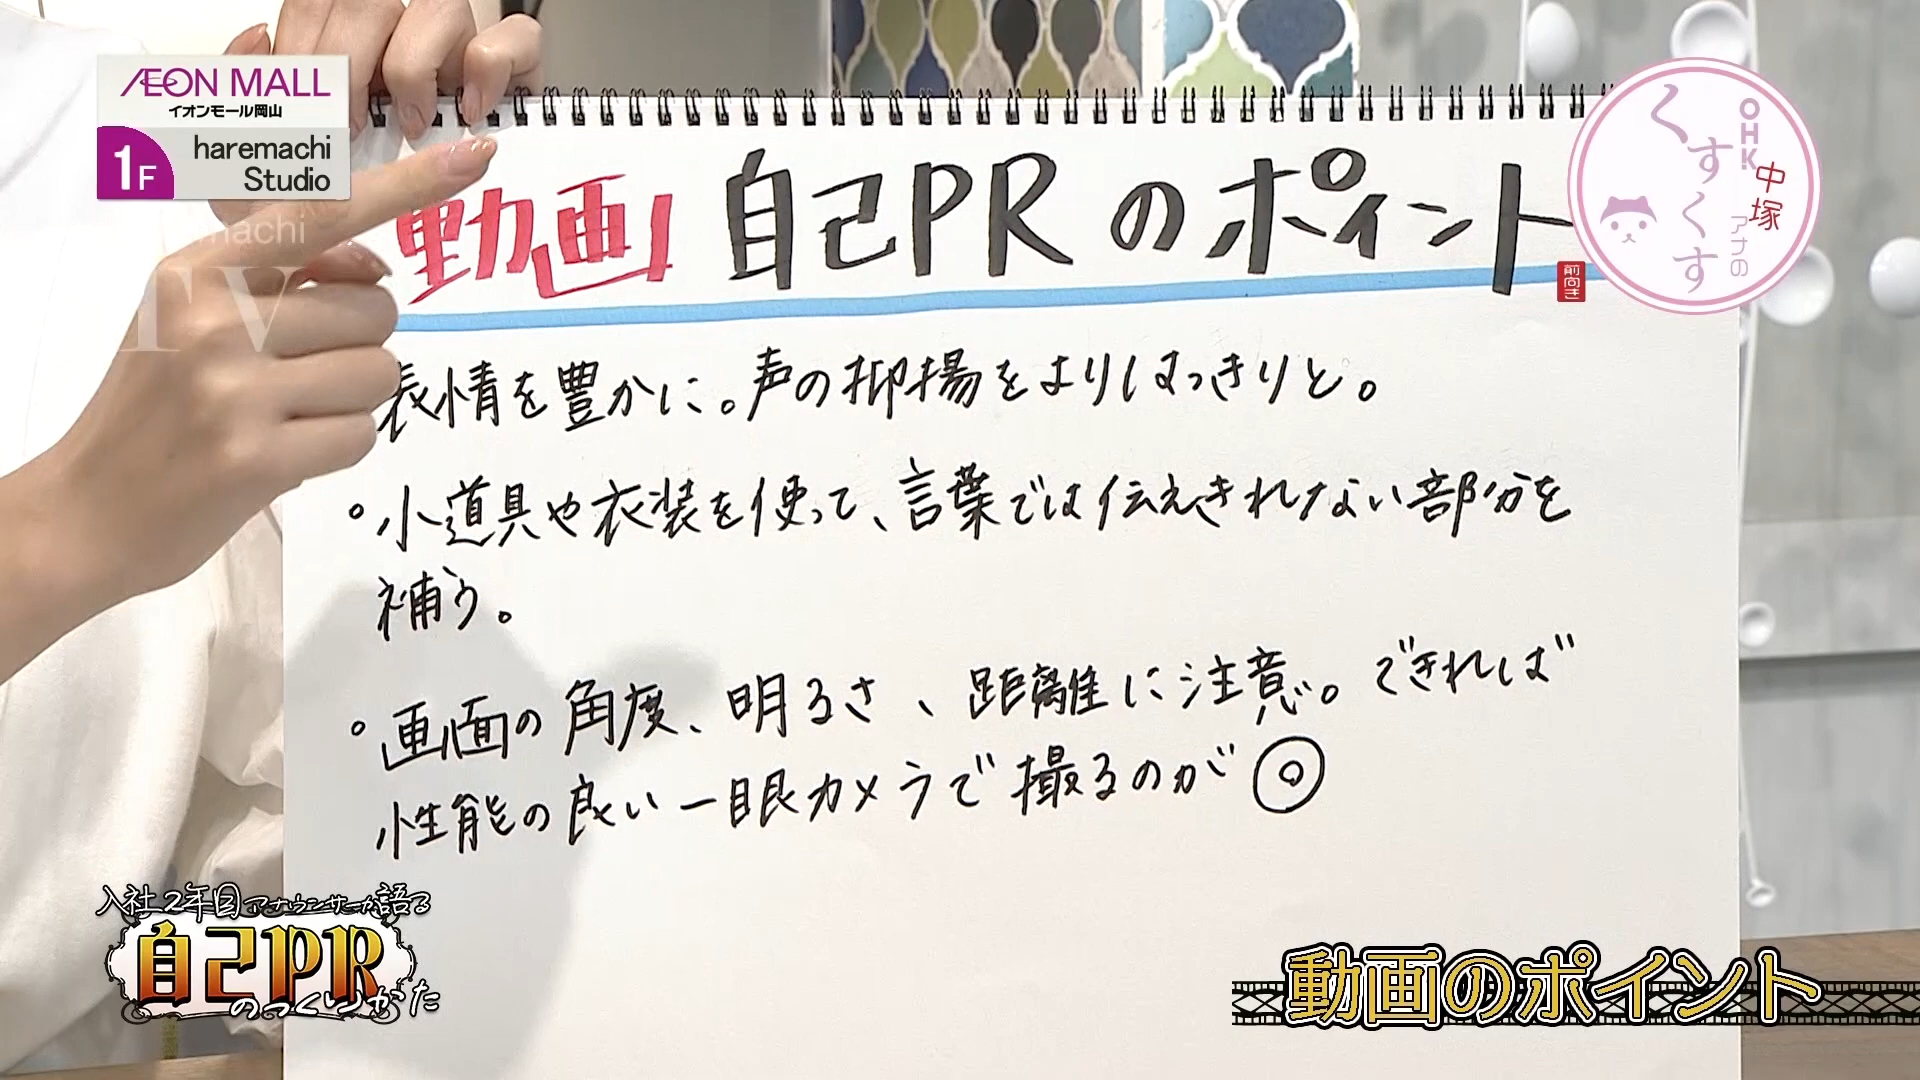 ÆON MALL
イオンモール岡山
1F
haremachi
Studio
machi
TV
OHK
中塚
アナの
くすくす
動画 自己PRのポイント
前向き
表情を豊かに。声の抑揚をよりはっきりと。
・小道具や衣装を使って、言葉では伝えきれない部分を
補う。
・画面の角度、明るさ、距離に注意。できれば
性能の良い一眼カメラで撮るのが◎
入社2年目アナウンサーが語る
自己PR
のつくりかた
動画のポイント